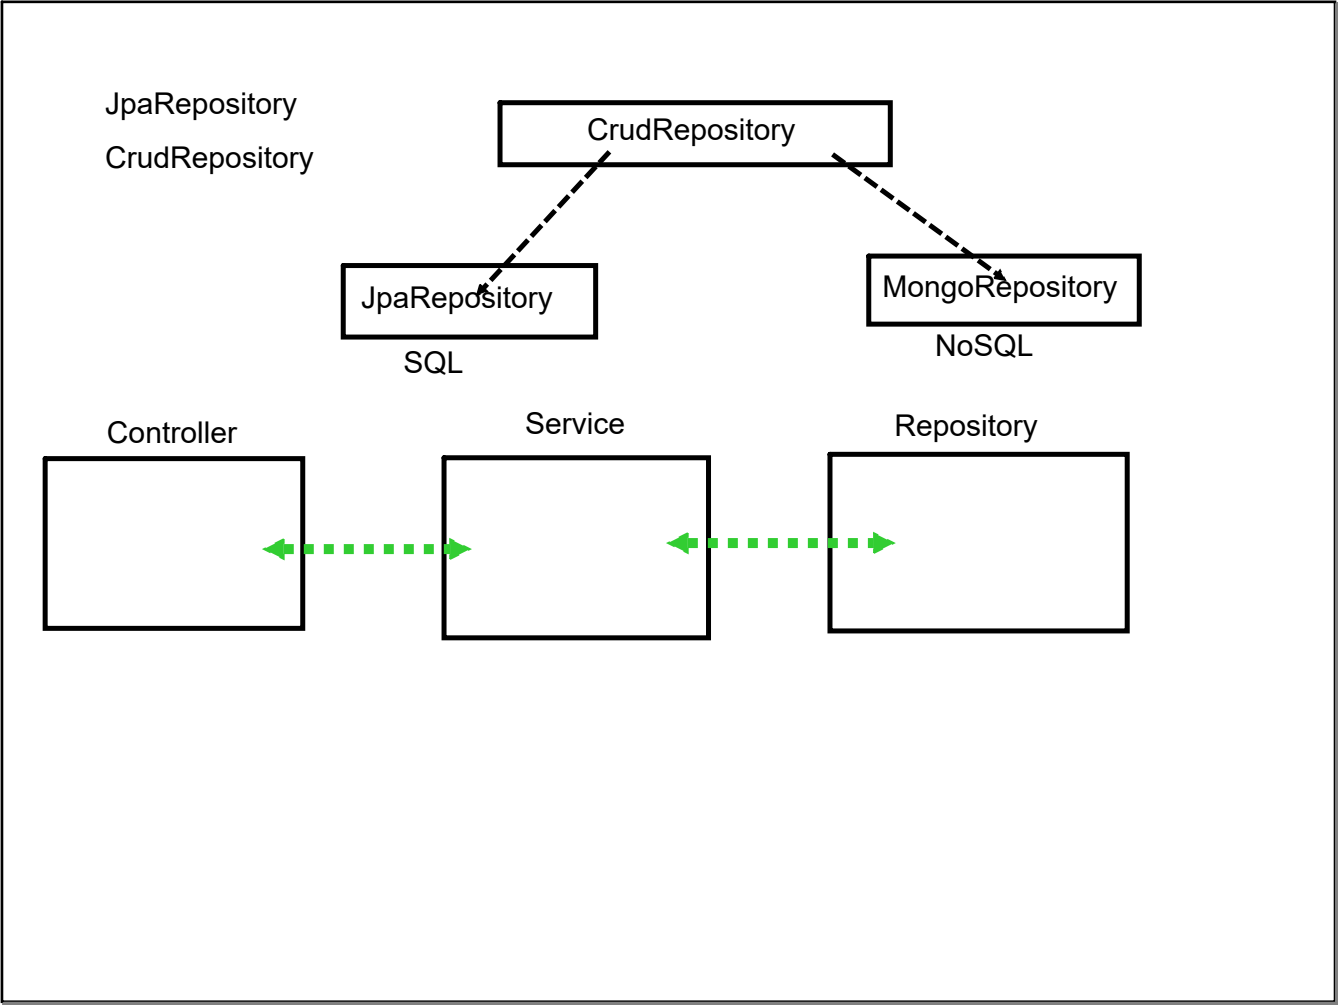 JpaRepository
CrudRepository
CrudRepository
JpaRepository
MongoRepository
SQL
NoSQL
Controller
Service
Repository